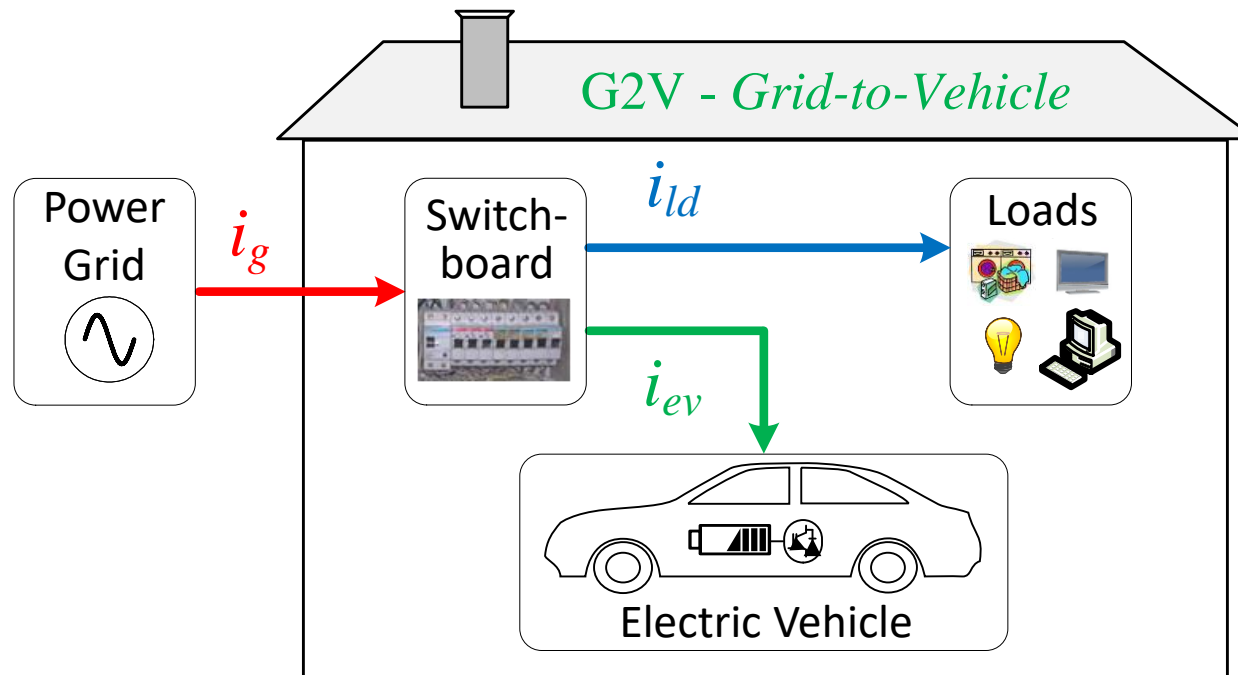 G2V - Grid-to-Vehicle
Power
Grid
i_g
Switch-
board
i_ld
Loads
i_ev
Electric Vehicle